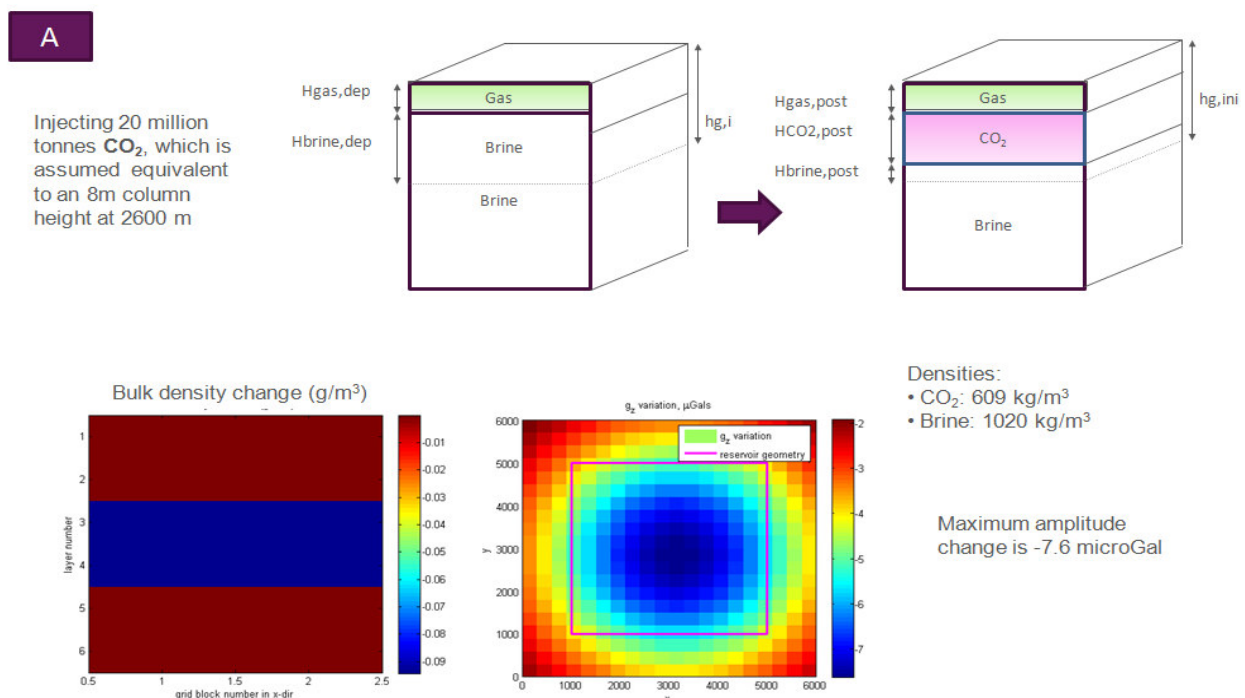 A
Injecting 20 million
tonnes CO₂, which is
assumed equivalent
to an 8m column
height at 2600 m
Hgas,dep
Hbrine,dep
Gas
Brine
Brine
hg,i
Hgas,post
HCO2,post
Hbrine,post
Gas
CO₂
Brine
hg,ini
Bulk density change (g/m³)
layer number
1
2
3
4
5
6
0.5
1
1.5
2
2.5
grid block number in x-dir
-0.01
-0.02
-0.03
-0.04
-0.05
-0.06
-0.07
-0.08
-0.09
g_z variation, µGals
g_z variation
reservoir geometry
y
6000
5000
4000
3000
2000
1000
0
0
1000
2000
3000
4000
5000
6000
-2
-3
-4
-5
-6
-7
Densities:
• CO₂: 609 kg/m³
• Brine: 1020 kg/m³
Maximum amplitude
change is -7.6 microGal